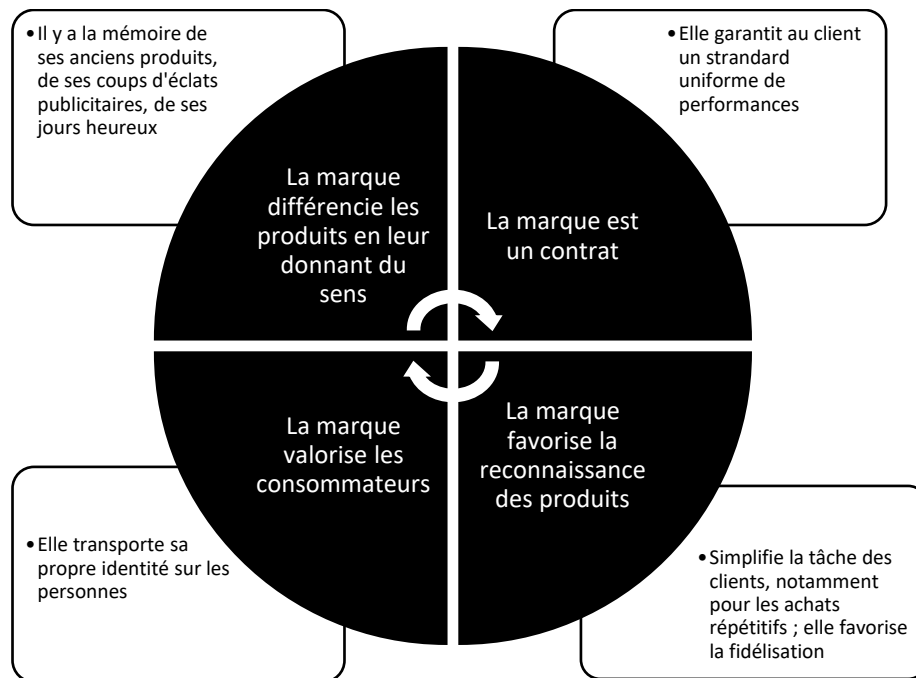 •Il y a la mémoire de
ses anciens produits,
de ses coups d'éclats
publicitaires, de ses
jours heureux
•Elle garantit au client
un strandard
uniforme de
performances
La marque
différencie les
produits en leur
donnant du
sens
La marque est
un contrat
La marque
valorise les
consommateurs
La marque
favorise la
reconnaissance
des produits
•Elle transporte sa
propre identité sur les
personnes
•Simplifie la tâche des
clients, notamment
pour les achats
répétitifs ; elle favorise
la fidélisation